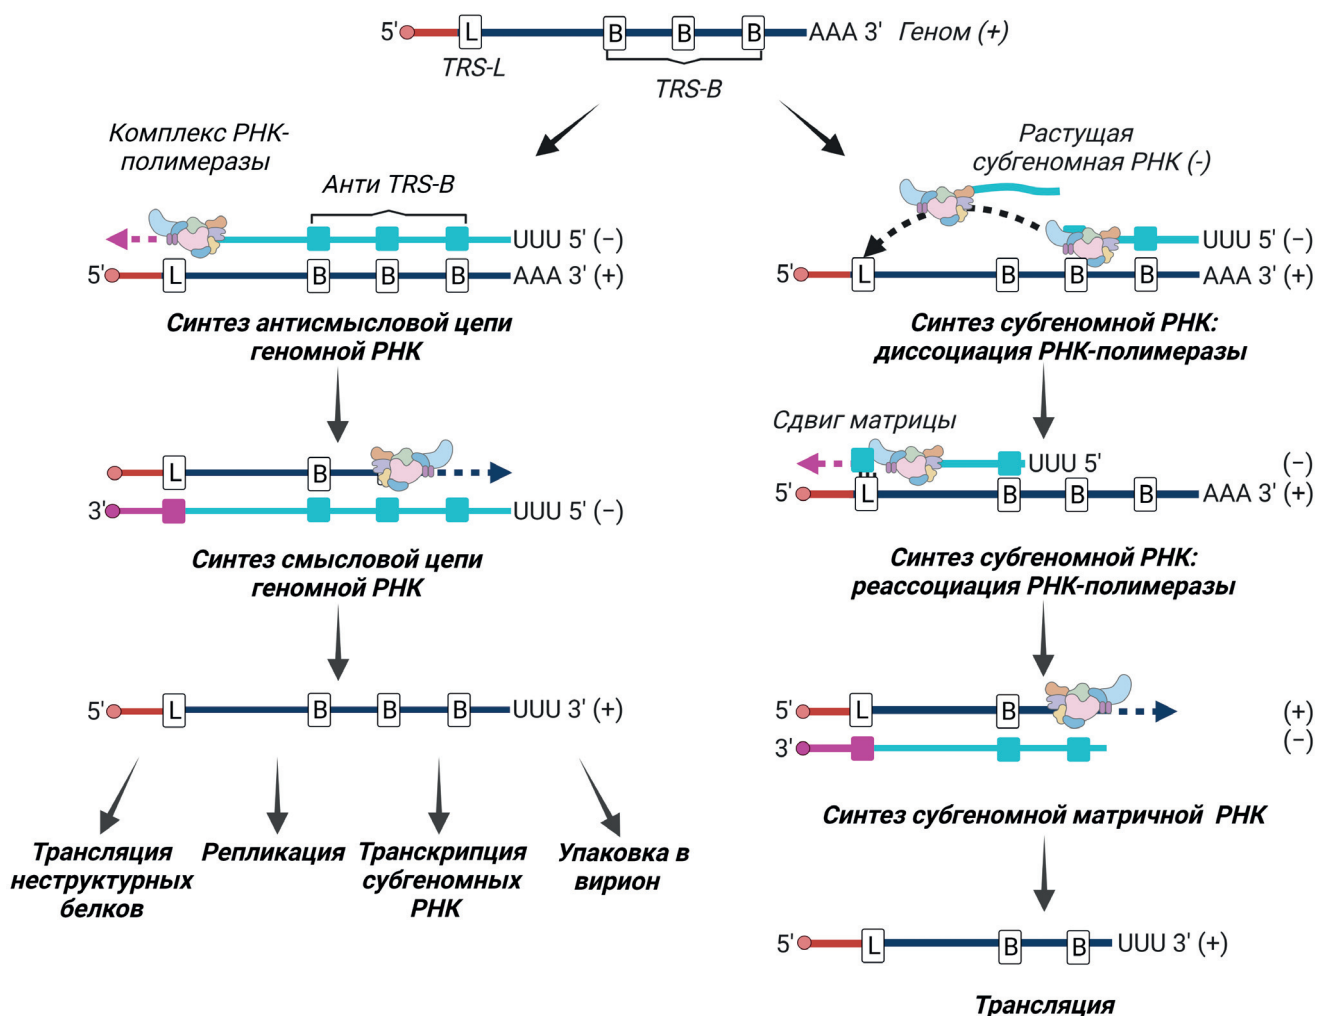 5' L B B B AAA 3' Геном (+)
TRS-L
TRS-B
Комплекс РНК-
полимеразы
Анти TRS-B
UUU 5' (−)
5' L B B B AAA 3' (+)
Синтез антисмысловой цепи
геномной РНК
L B
3' UUU 5' (−)
Синтез смысловой цепи
геномной РНК
5' L B B B UUU 3' (+)
Трансляция
неструктурных
белков
Репликация
Транскрипция
субгеномных
РНК
Упаковка в
вирион
Растущая
субгеномная РНК (-)
UUU 5' (−)
5' L B B B AAA 3' (+)
Синтез субгеномной РНК:
диссоциация РНК-полимеразы
Сдвиг матрицы
UUU 5' (−)
5' L B B B AAA 3' (+)
Синтез субгеномной РНК:
реассоциация РНК-полимеразы
5' L B (+)
3' (−)
Синтез субгеномной матричной РНК
5' L B B UUU 3' (+)
Трансляция